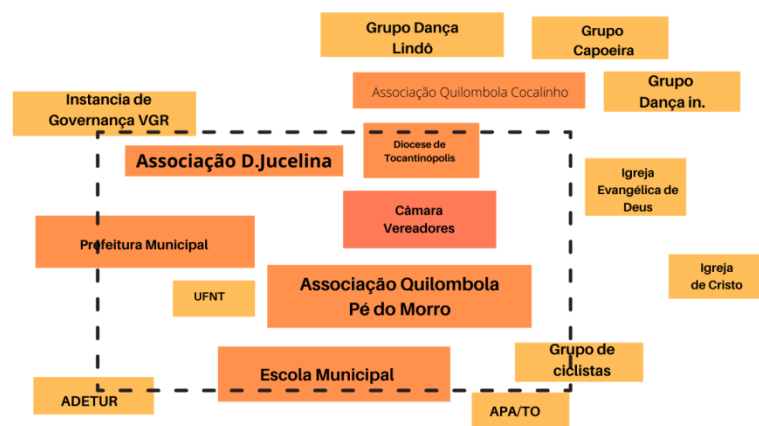 Grupo Dança
Lindô
Grupo
Capoeira
Associação Quilombola Cocalinho
Grupo
Dança in.
Instancia de
Governança VGR
Associação D.Jucelina
Diocese de
Tocantinópolis
Igreja
Evangélica de
Deus
Câmara
Vereadores
Prefeitura Municipal
Igreja
de Cristo
UFNT
Associação Quilombola
Pé do Morro
Grupo de
ciclistas
Escola Municipal
ADETUR
APA/TO